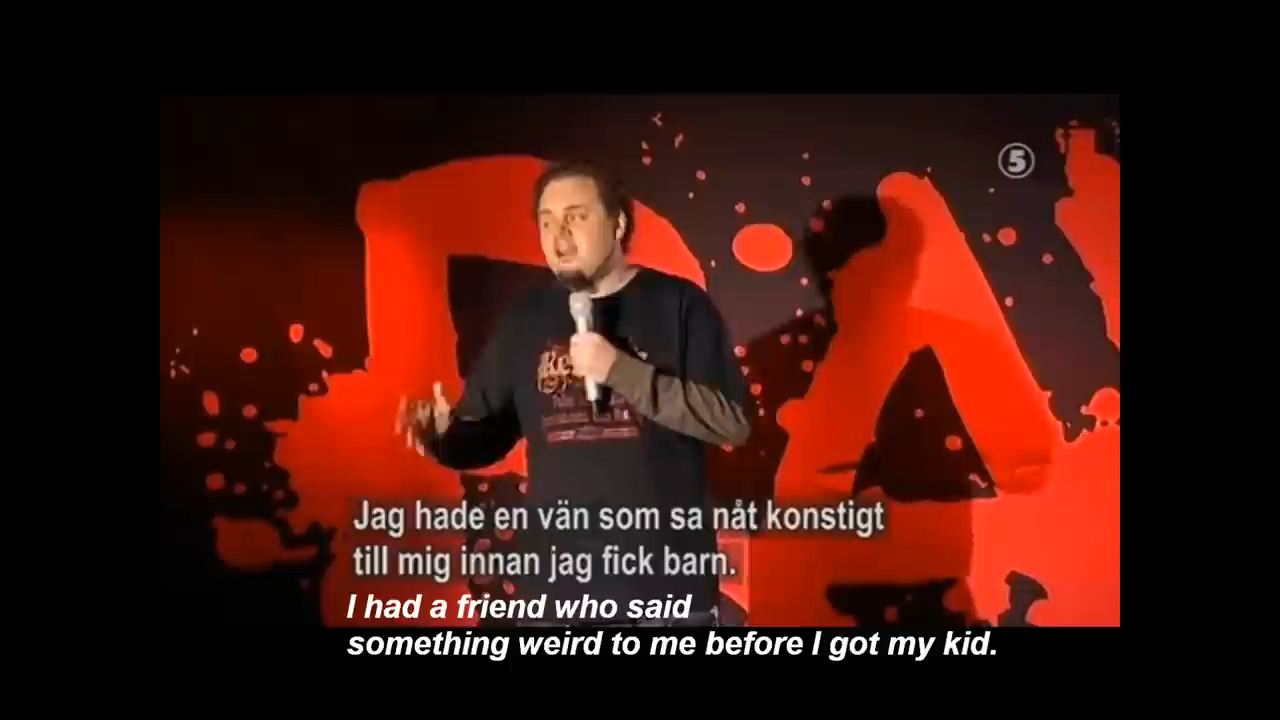 5
Jag hade en vän som sa nåt konstigt
till mig innan jag fick barn.
I had a friend who said
something weird to me before I got my kid.